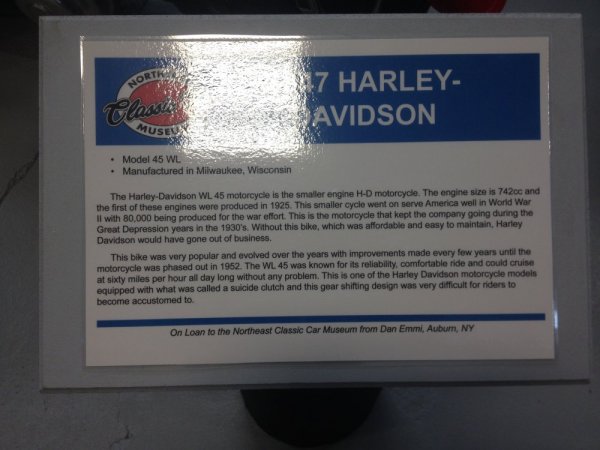 NORTH
Classic
MUSEUM
47 HARLEY-
DAVIDSON
• Model 45 WL
• Manufactured in Milwaukee, Wisconsin
The Harley-Davidson WL 45 motorcycle is the smaller engine H-D motorcycle. The engine size is 742cc and
the first of these engines were produced in 1925. This smaller cycle went on serve America well in World War
II with 80,000 being produced for the war effort. This is the motorcycle that kept the company going during the
Great Depression years in the 1930's. Without this bike, which was affordable and easy to maintain, Harley
Davidson would have gone out of business.
This bike was very popular and evolved over the years with improvements made every few years until the
motorcycle was phased out in 1952. The WL 45 was known for its reliability, comfortable ride and could cruise
at sixty miles per hour all day long without any problem. This is one of the Harley Davidson motorcycle models
equipped with what was called a suicide clutch and this gear shifting design was very difficult for riders to
become accustomed to.
On Loan to the Northeast Classic Car Museum from Dan Emmi, Auburn, NY